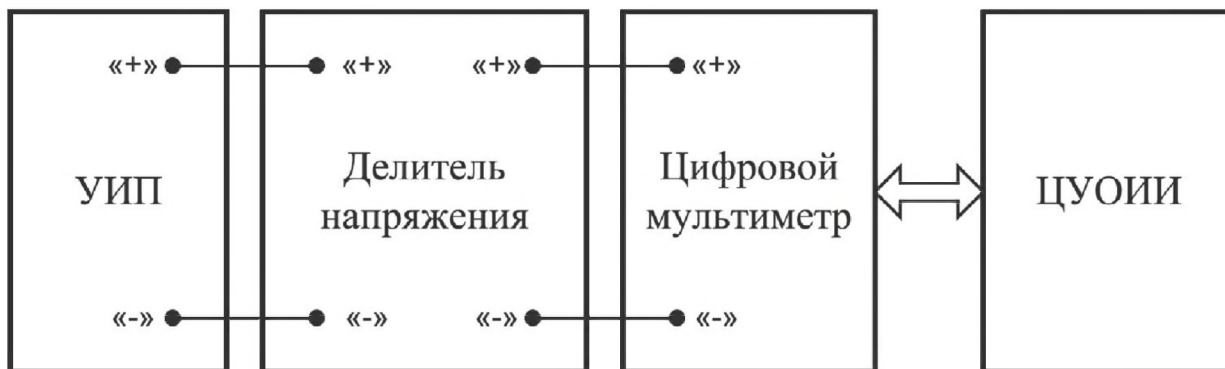 «+» «+» «+» «+»
УИП
Делитель
напряжения
Цифровой
мультиметр
ЦУОИИ
«-» «-» «-» «-»